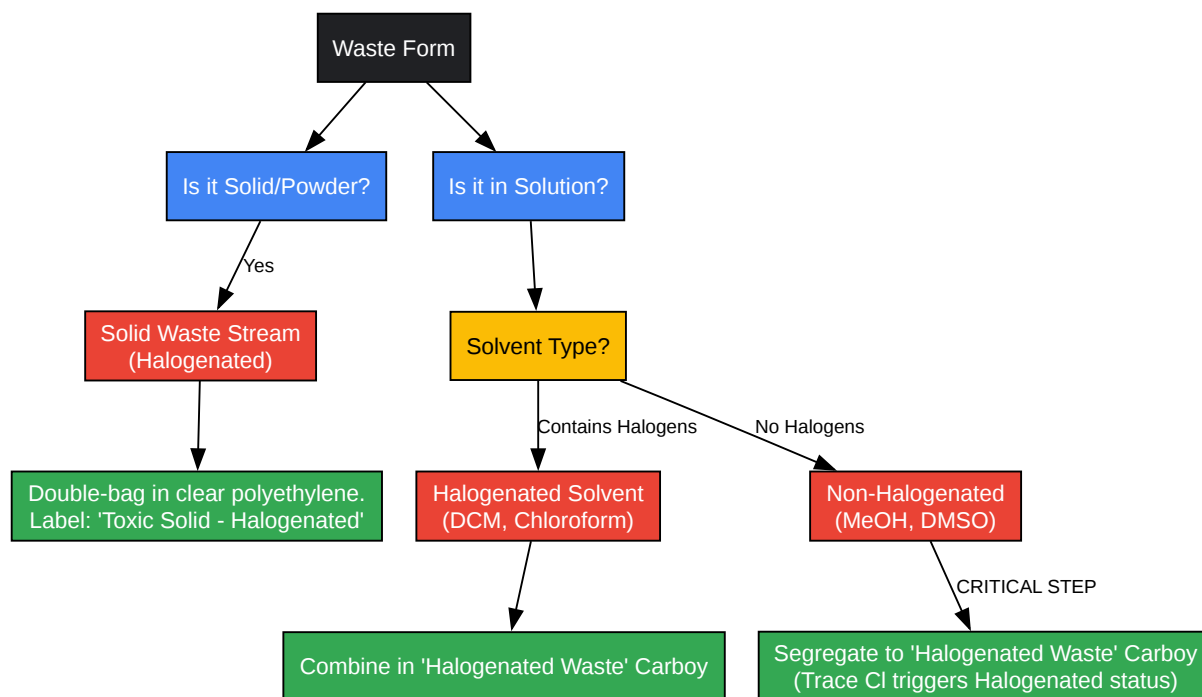 Waste Form
Is it Solid/Powder?
Is it in Solution?
Yes
Solid Waste Stream
(Halogenated)
Solvent Type?
Contains Halogens
No Halogens
Double-bag in clear polyethylene.
Label: 'Toxic Solid - Halogenated'
Halogenated Solvent
(DCM, Chloroform)
Non-Halogenated
(MeOH, DMSO)
CRITICAL STEP
Combine in 'Halogenated Waste' Carboy
Segregate to 'Halogenated Waste' Carboy
(Trace Cl triggers Halogenated status)